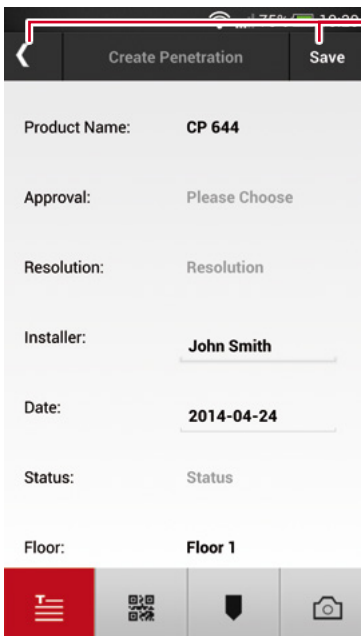 Create Penetration Save
Product Name: CP 644
Approval: Please Choose
Resolution: Resolution
Installer: John Smith
Date: 2014-04-24
Status: Status
Floor: Floor 1